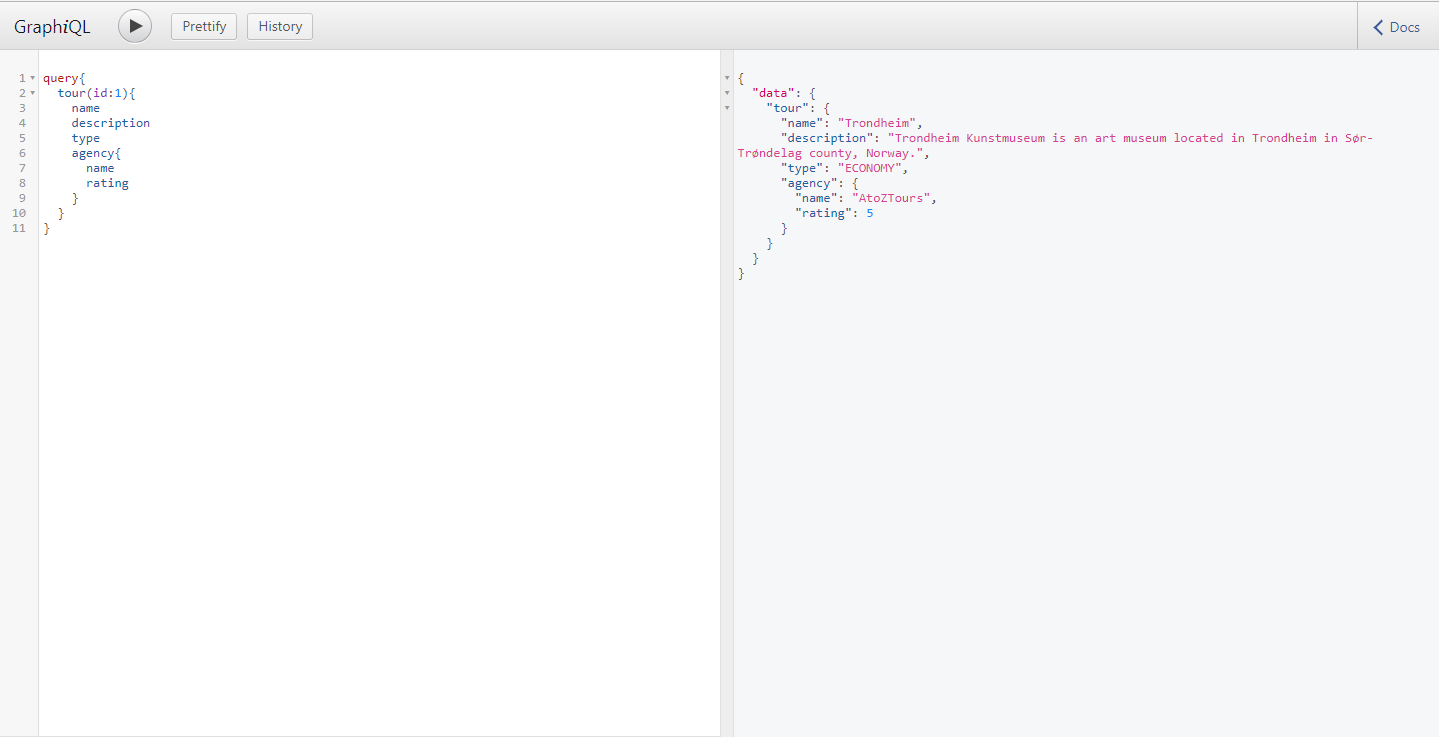 GraphiQL
Prettify
History
Docs
1 query{
2   tour(id:1){
3     name
4     description
5     type
6     agency{
7       name
8       rating
9     }
10   }
11 }
{
  "data": {
    "tour": {
      "name": "Trondheim",
      "description": "Trondheim Kunstmuseum is an art museum located in Trondheim in Sør-
Trøndelag county, Norway.",
      "type": "ECONOMY",
      "agency": {
        "name": "AtoZTours",
        "rating": 5
      }
    }
  }
}